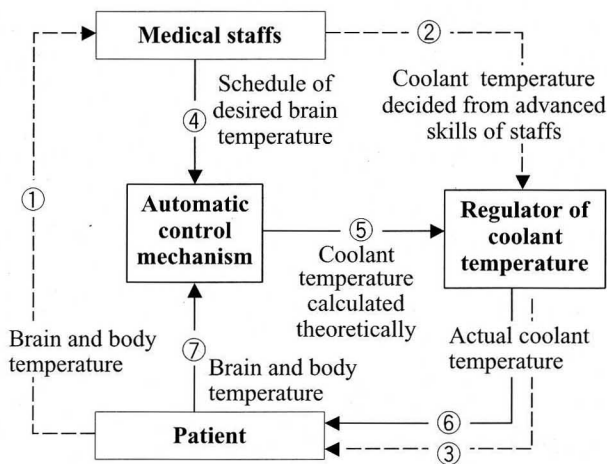 Medical staffs
②
Schedule of
desired brain
temperature
④
Coolant temperature
decided from advanced
skills of staffs
①
Automatic
control
mechanism
⑤
Coolant
temperature
calculated
theoretically
Regulator of
coolant
temperature
Brain and body
temperature
⑦
Brain and body
temperature
Actual coolant
temperature
Patient
⑥
③